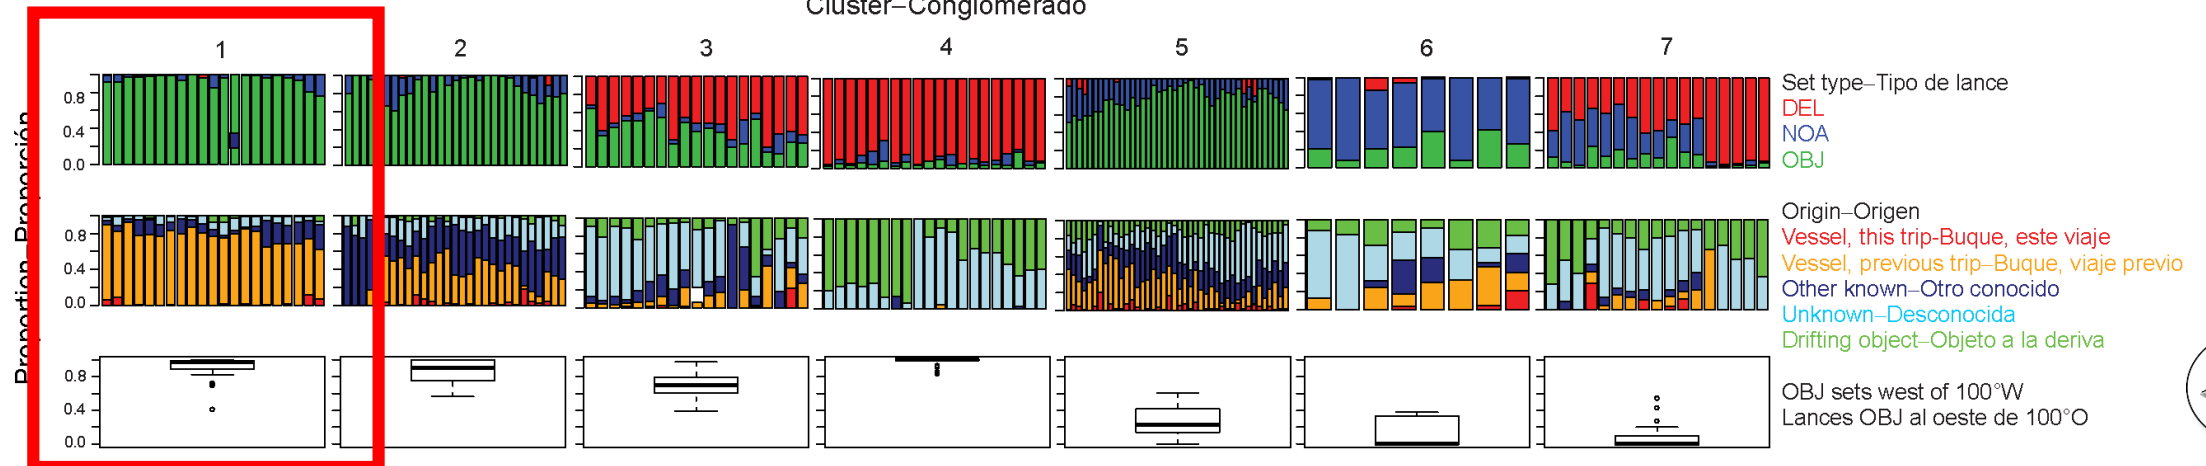 Cluster–Conglomerado
1 2 3 4 5 6 7
Proportion–Proporción
0.8
0.4
0.0
Set type–Tipo de lance
DEL
NOA
OBJ
0.8
0.4
0.0
Origin–Origen
Vessel, this trip-Buque, este viaje
Vessel, previous trip–Buque, viaje previo
Other known–Otro conocido
Unknown–Desconocida
Drifting object–Objeto a la deriva
0.8
0.4
0.0
OBJ sets west of 100°W
Lances OBJ al oeste de 100°O